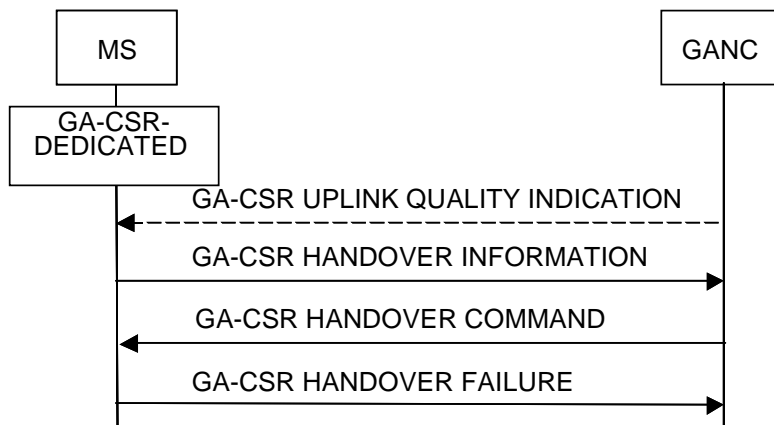 MS
GANC
GA-CSR-
DEDICATED
GA-CSR UPLINK QUALITY INDICATION
GA-CSR HANDOVER INFORMATION
GA-CSR HANDOVER COMMAND
GA-CSR HANDOVER FAILURE